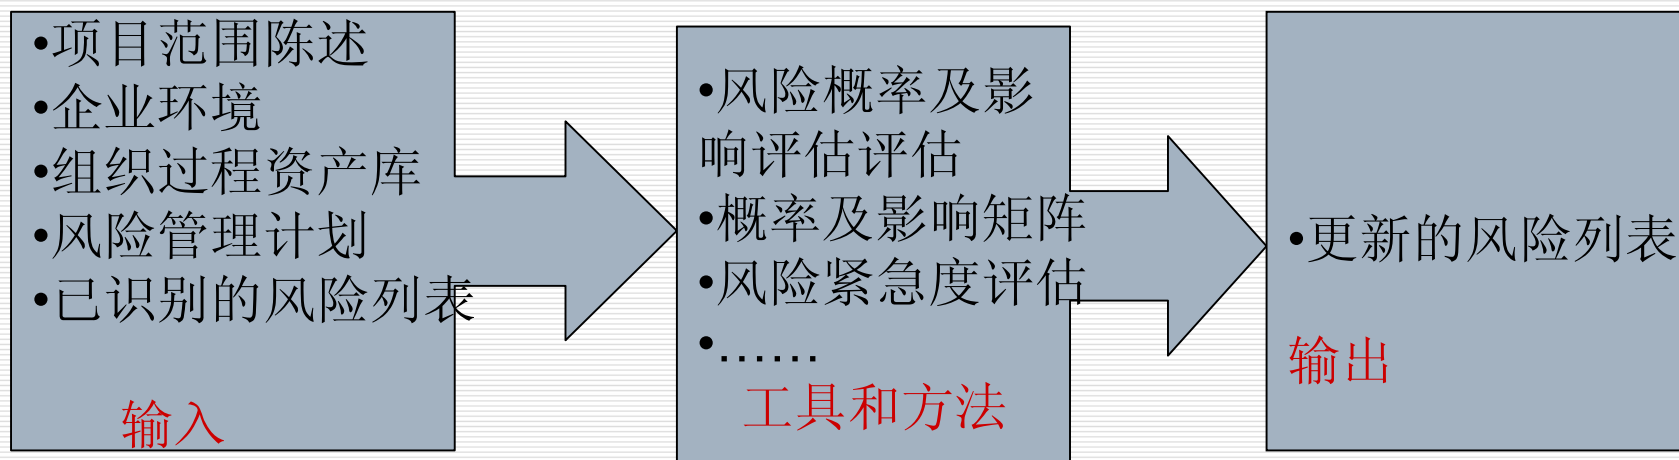 •项目范围陈述
•企业环境
•组织过程资产库
•风险管理计划
•已识别的风险列表
输入
•风险概率及影
响评估评估
•概率及影响矩阵
•风险紧急度评估
•……
工具和方法
•更新的风险列表
输出